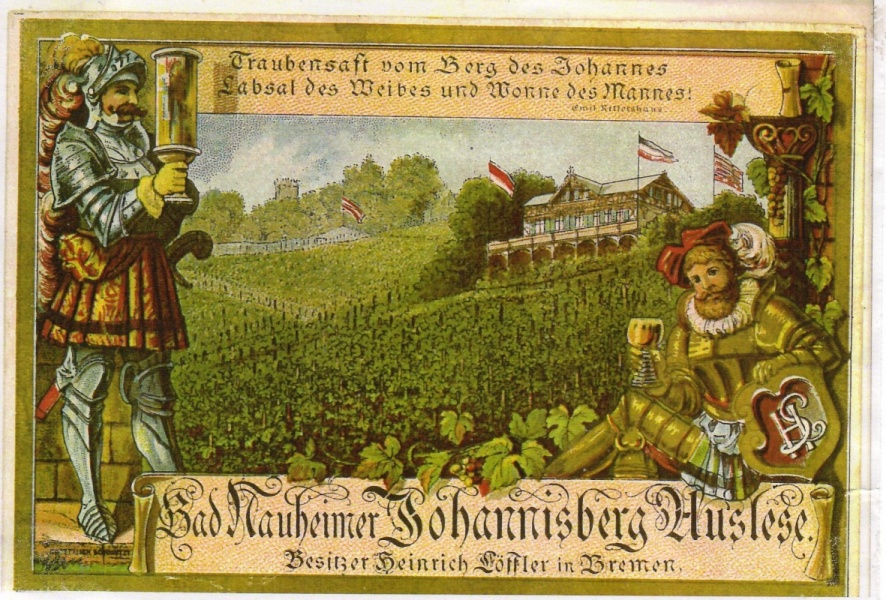 Traubensaft vom Berg des Johannes
Labsal des Weibes und Wonne des Mannes!
Emil Rittershaus
Bad Nauheimer Johannisberg Auslese.
Besitzer Heinrich Löffler in Bremen.